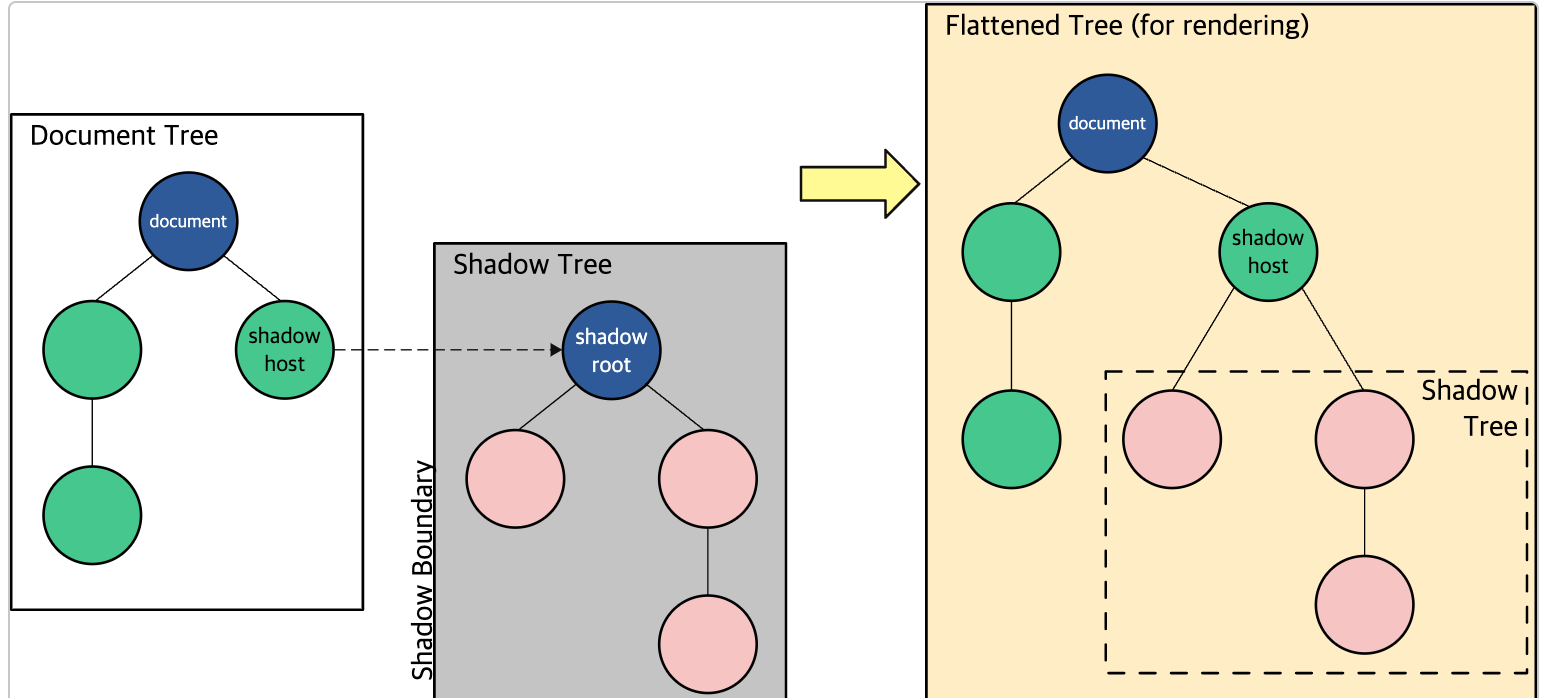 Document Tree
document
shadow
host
Shadow Tree
shadow
root
Shadow Boundary
Flattened Tree (for rendering)
document
shadow
host
Shadow
Tree